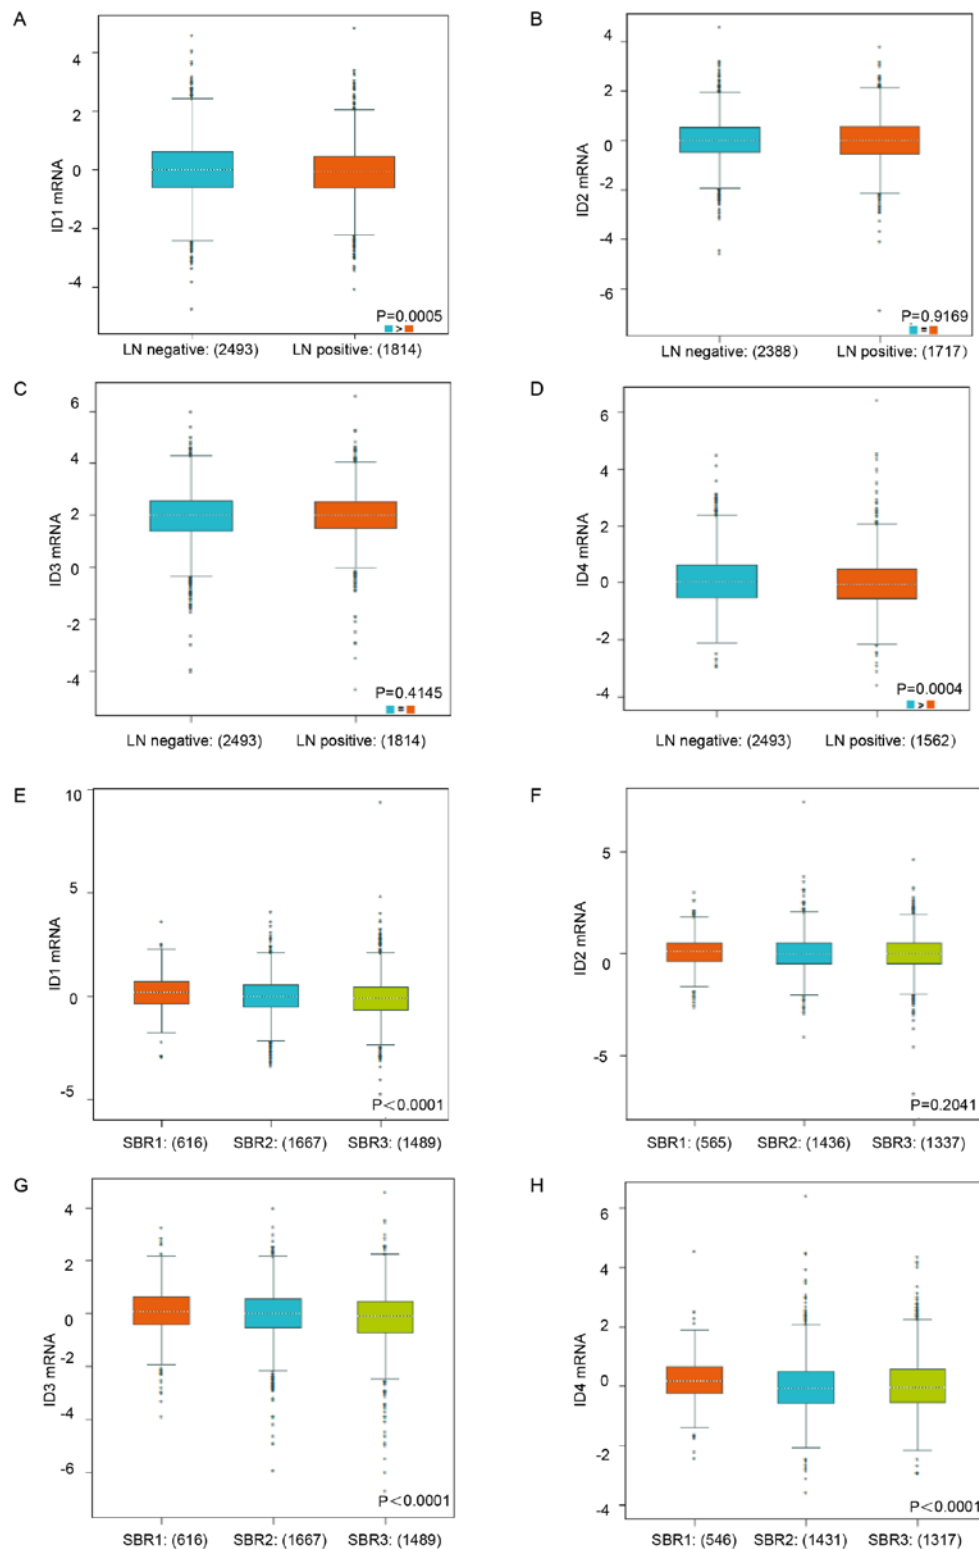 A
ID1 mRNA
4
2
0
-2
-4
P=0.0005
>
LN negative: (2493) LN positive: (1814)
B
ID2 mRNA
4
2
0
-2
-4
-6
P=0.9169
=
LN negative: (2388) LN positive: (1717)
C
ID3 mRNA
6
4
2
0
-2
-4
P=0.4145
=
LN negative: (2493) LN positive: (1814)
D
ID4 mRNA
6
4
2
0
-2
-4
P=0.0004
>
LN negative: (2493) LN positive: (1562)
E
ID1 mRNA
10
5
0
-5
P<0.0001
SBR1: (616) SBR2: (1667) SBR3: (1489)
F
ID2 mRNA
5
0
-5
P=0.2041
SBR1: (565) SBR2: (1436) SBR3: (1337)
G
ID3 mRNA
4
2
0
-2
-4
-6
P<0.0001
SBR1: (616) SBR2: (1667) SBR3: (1489)
H
ID4 mRNA
6
4
2
0
-2
-4
P<0.0001
SBR1: (546) SBR2: (1431) SBR3: (1317)